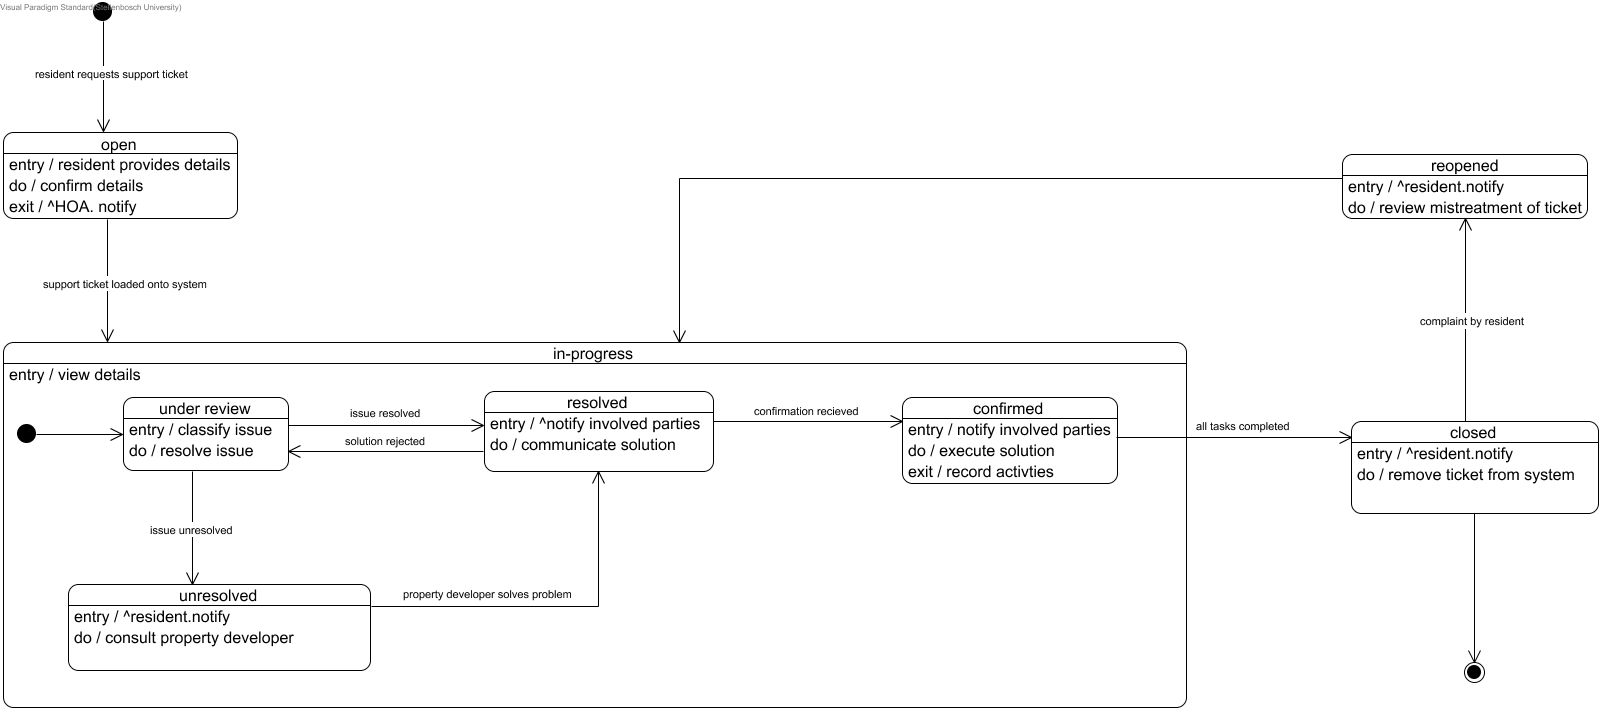 Visual Paradigm Standard(Stellenbosch University)
resident requests support ticket
open
entry / resident provides details
do / confirm details
exit / ^HOA. notify
reopened
entry / ^resident.notify
do / review mistreatment of ticket
support ticket loaded onto system
complaint by resident
in-progress
entry / view details
under review
entry / classify issue
do / resolve issue
issue resolved
solution rejected
resolved
entry / ^notify involved parties
do / communicate solution
confirmation recieved
confirmed
entry / notify involved parties
do / execute solution
exit / record activties
all tasks completed
closed
entry / ^resident.notify
do / remove ticket from system
issue unresolved
unresolved
entry / ^resident.notify
do / consult property developer
property developer solves problem